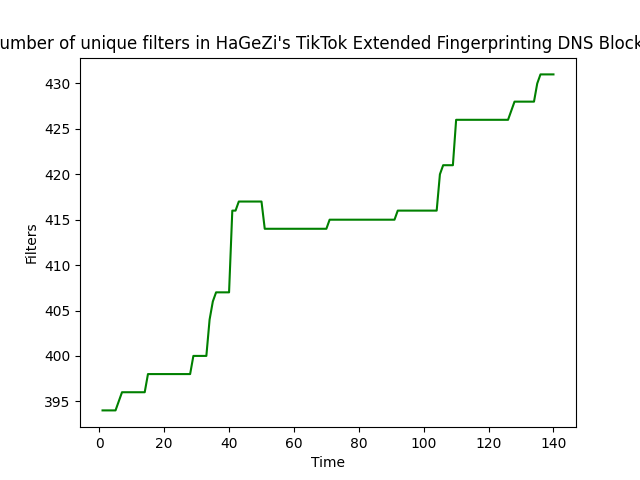 umber of unique filters in HaGeZi's TikTok Extended Fingerprinting DNS Block
430
425
420
415
410
405
400
395
Filters
0 20 40 60 80 100 120 140
Time